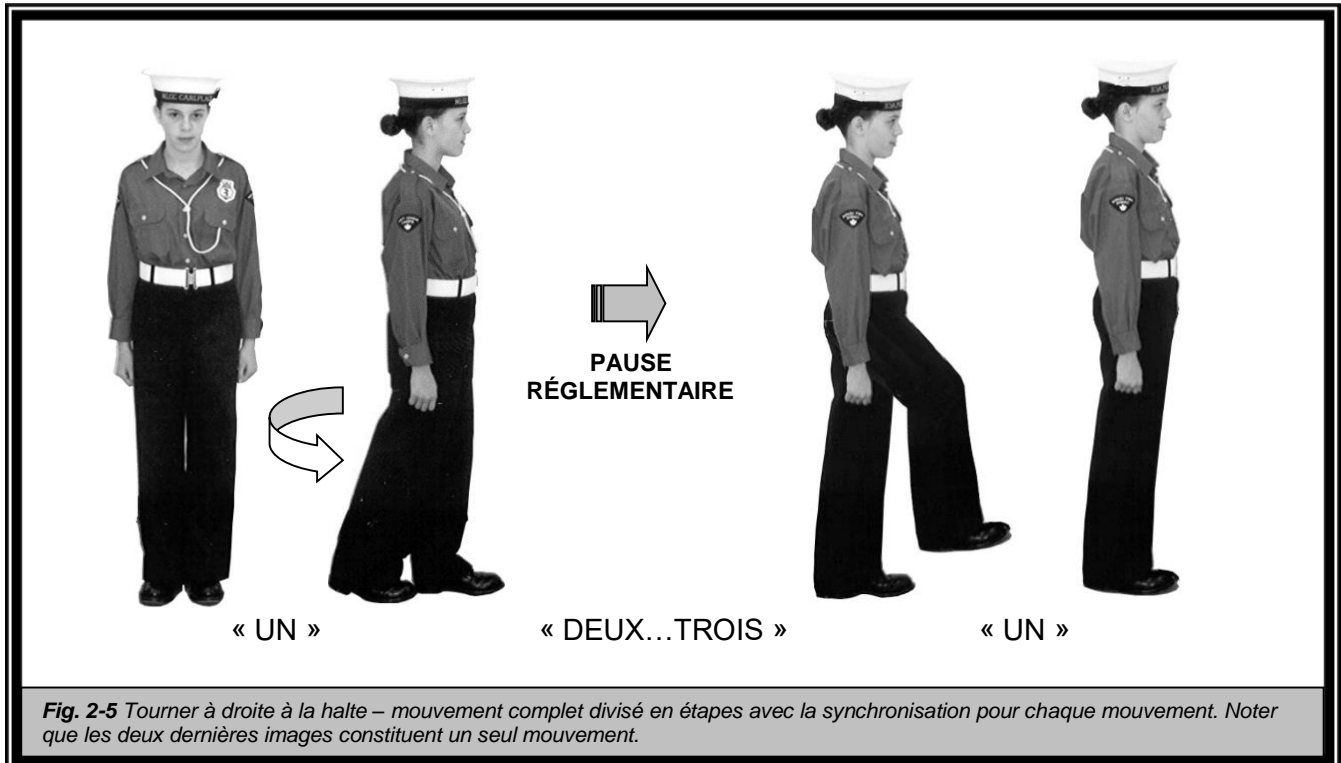 PAUSE
RÉGLEMENTAIRE
« UN »
« DEUX…TROIS »
« UN »
Fig. 2-5 Tourner à droite à la halte – mouvement complet divisé en étapes avec la synchronisation pour chaque mouvement. Noter
que les deux dernières images constituent un seul mouvement.